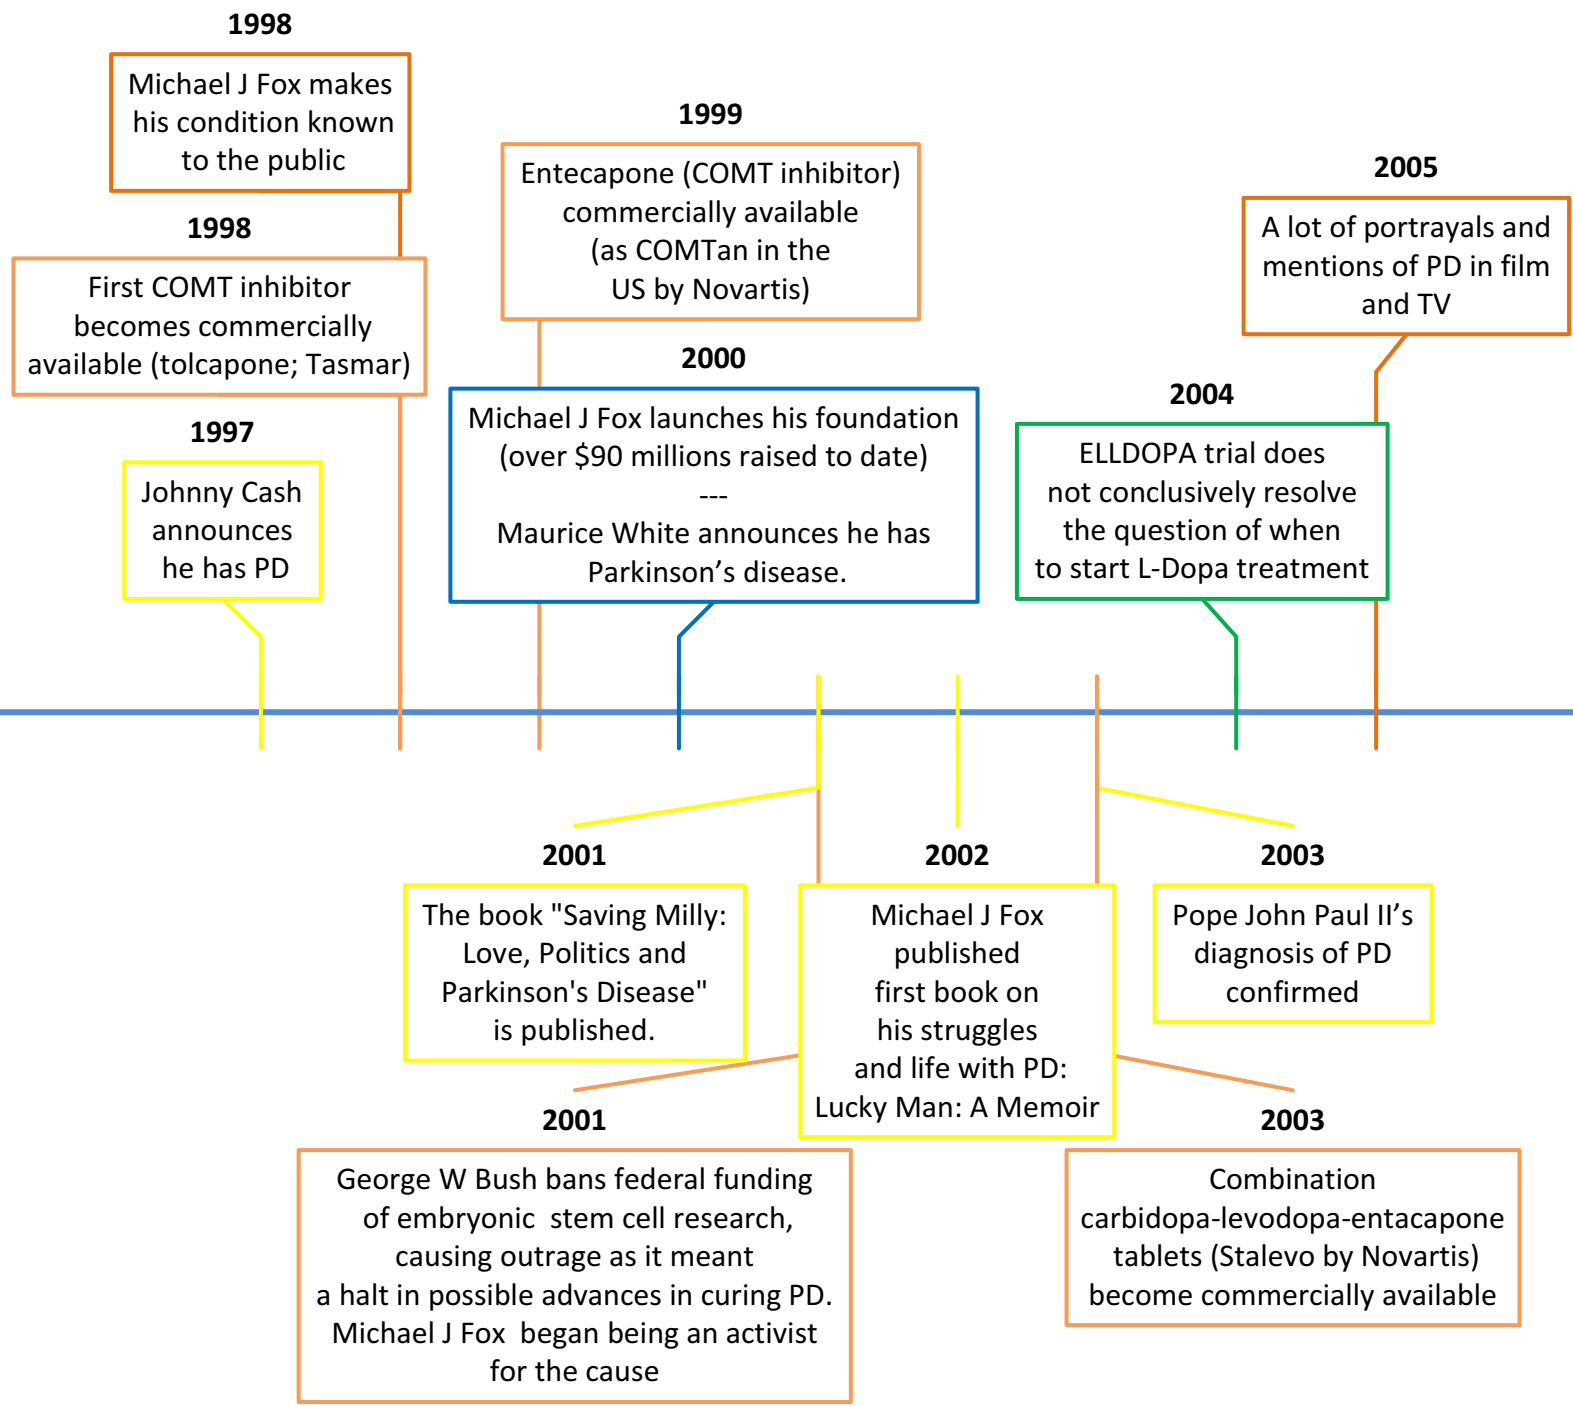 1998
Michael J Fox makes
his condition known
to the public
1998
First COMT inhibitor
becomes commercially
available (tolcapone; Tasmar)
1997
Johnny Cash
announces
he has PD
1999
Entecapone (COMT inhibitor)
commercially available
(as COMTan in the
US by Novartis)
2000
Michael J Fox launches his foundation
(over $90 millions raised to date)
---
Maurice White announces he has
Parkinson’s disease.
2005
A lot of portrayals and
mentions of PD in film
and TV
2004
ELLDOPA trial does
not conclusively resolve
the question of when
to start L-Dopa treatment
2001
The book "Saving Milly:
Love, Politics and
Parkinson's Disease"
is published.
2002
Michael J Fox
published
first book on
his struggles
and life with PD:
Lucky Man: A Memoir
2003
Pope John Paul II’s
diagnosis of PD
confirmed
2001
George W Bush bans federal funding
of embryonic  stem cell research,
causing outrage as it meant
a halt in possible advances in curing PD.
Michael J Fox  began being an activist
for the cause
2003
Combination
carbidopa-levodopa-entacapone
tablets (Stalevo by Novartis)
become commercially available